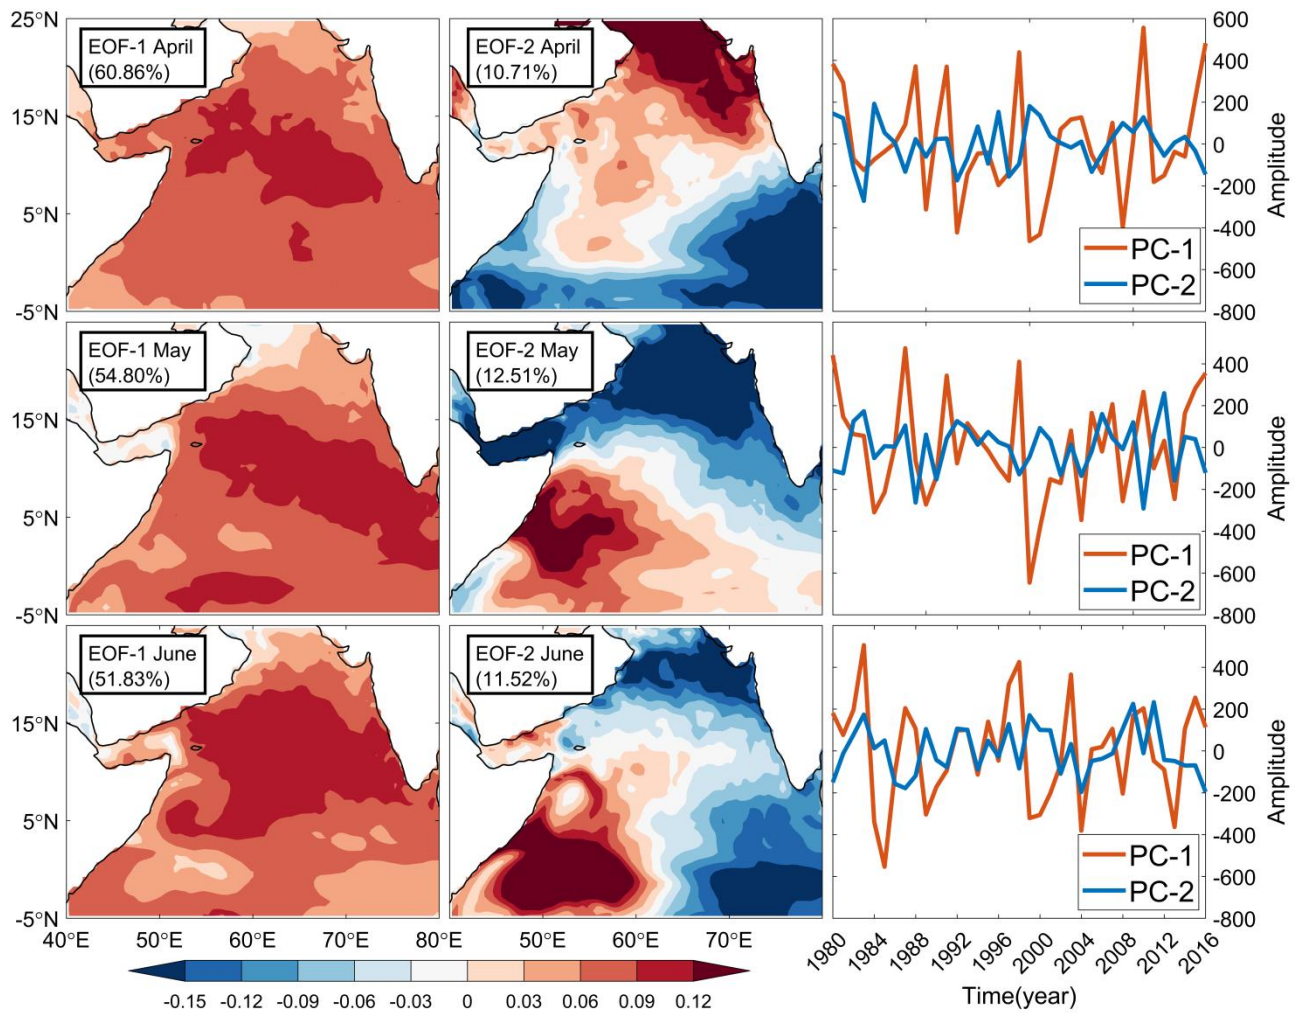 25°N
15°N
5°N
-5°N
EOF-1 April
(60.86%)
EOF-2 April
(10.71%)
600
400
200
0
-200
-400
-600
-800
Amplitude
PC-1
PC-2
15°N
5°N
-5°N
EOF-1 May
(54.80%)
EOF-2 May
(12.51%)
400
200
0
-200
-400
-600
-800
Amplitude
PC-1
PC-2
15°N
5°N
-5°N
EOF-1 June
(51.83%)
EOF-2 June
(11.52%)
400
200
0
-200
-400
-600
-800
Amplitude
PC-1
PC-2
40°E 50°E 60°E 70°E 80°E 50°E 60°E 70°E
1980 1984 1988 1992 1996 2000 2004 2008 2012 2016
Time(year)
-0.15 -0.12 -0.09 -0.06 -0.03 0 0.03 0.06 0.09 0.12